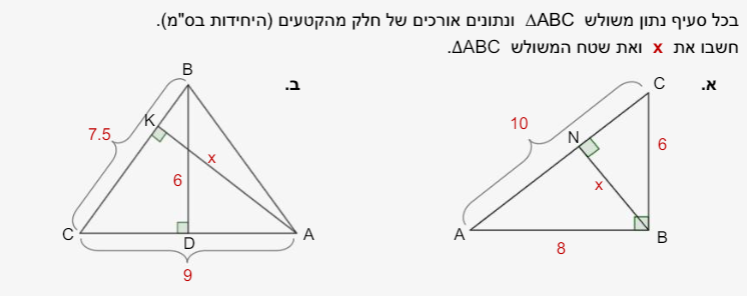 בכל סעיף נתון משולש ΔABC ונתונים אורכים של חלק מהקטעים (היחידות בס"מ).
חשבו את x ואת שטח המשולש ΔABC.
א.
C
10
N
6
x
A
B
8
ב.
B
K
7.5
x
6
C
D
A
9